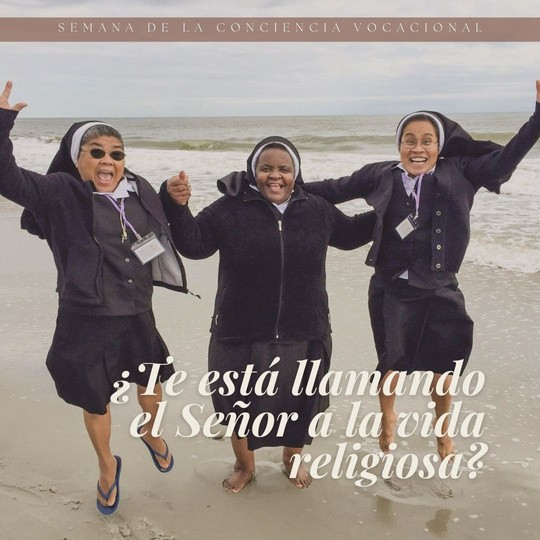 SEMANA DE LA CONCIENCIA VOCACIONAL
¿Te está llamando
el Señor a la vida
religiosa?